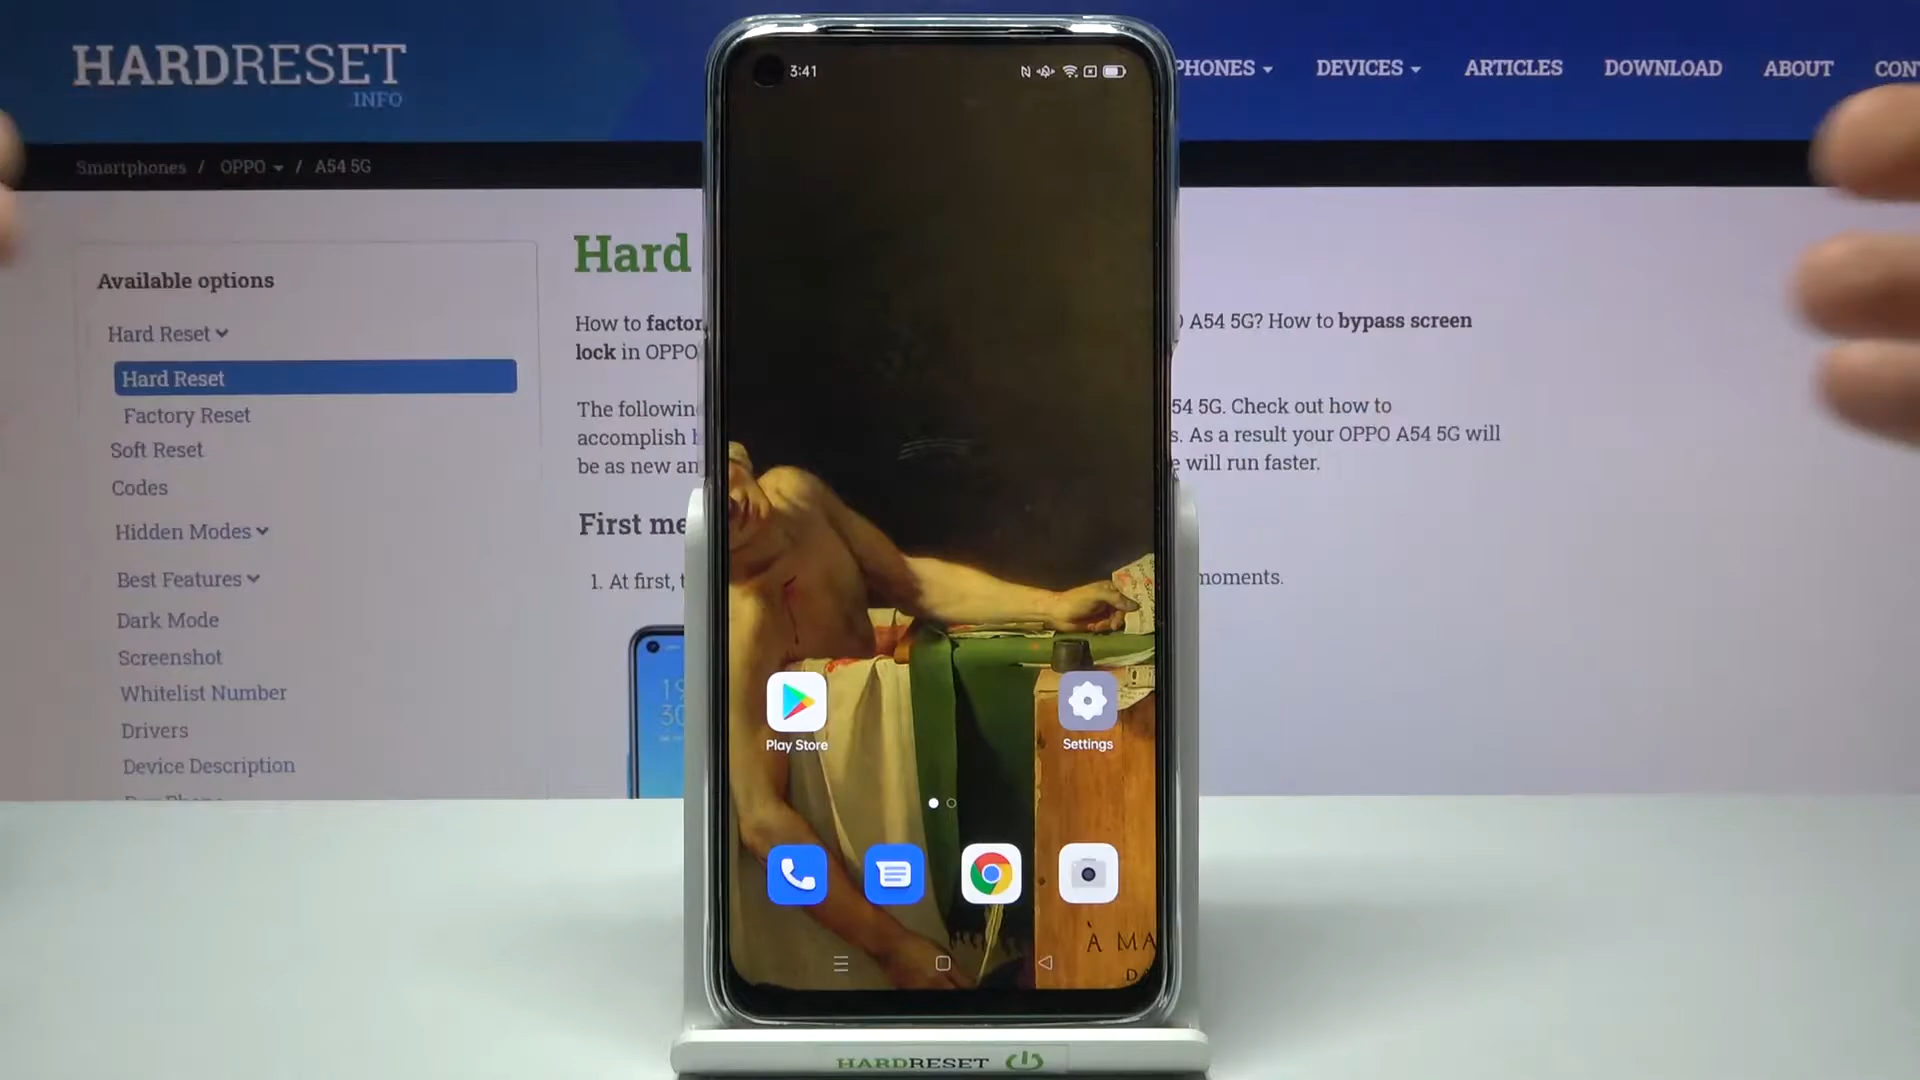 HARDRESET
.INFO
PHONES
DEVICES
ARTICLES
DOWNLOAD
ABOUT
Smartphones / OPPO / A54 5G
Available options
Hard Reset
Hard Reset
Factory Reset
Soft Reset
Codes
Hidden Modes
Best Features
Dark Mode
Screenshot
Whitelist Number
Drivers
Device Description
Hard
How to
A54 5G? How to bypass screen
lock in OPPO
The
54 5G. Check out how to
accomplish
As a result your OPPO A54 5G will
be as new
will run faster.
First
1. At first,
moments.
3:41
Play Store
Settings
À MA
HARDRESET